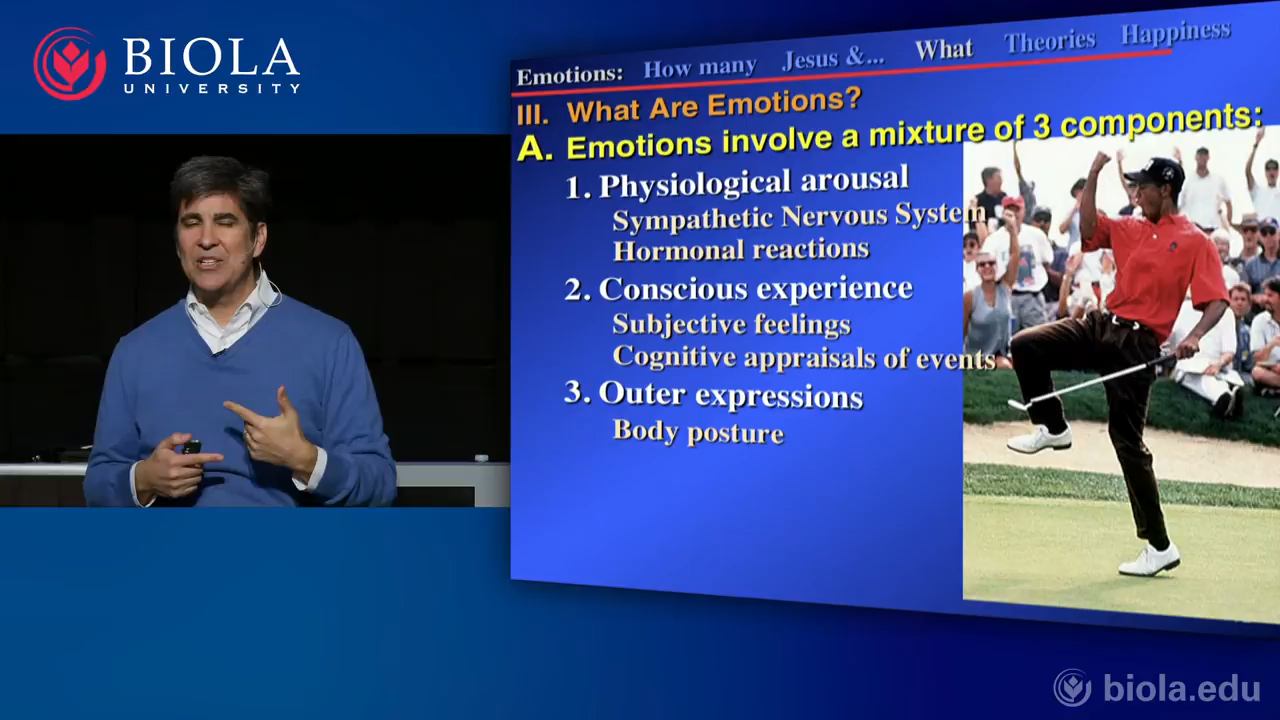 BIOLA
UNIVERSITY
Emotions: How many Jesus &... What Theories Happiness
III. What Are Emotions?
A. Emotions involve a mixture of 3 components:
1. Physiological arousal
Sympathetic Nervous System
Hormonal reactions
2. Conscious experience
Subjective feelings
Cognitive appraisals of events
3. Outer expressions
Body posture
biola.edu